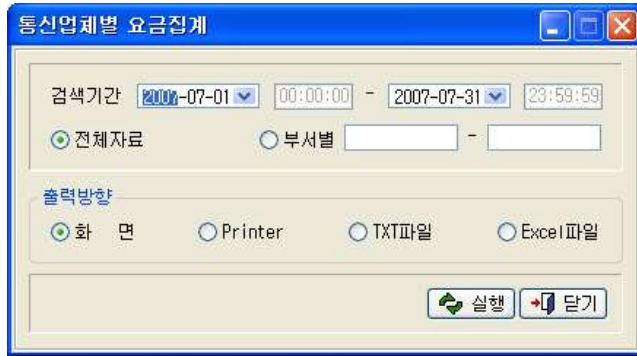 통신업체별 요금집계
검색기간 2007-07-01 00:00:00 - 2007-07-31 23:59:59
전체자료 부서별 -
출력방향
화 면 Printer TXT파일 Excel파일
실행 닫기